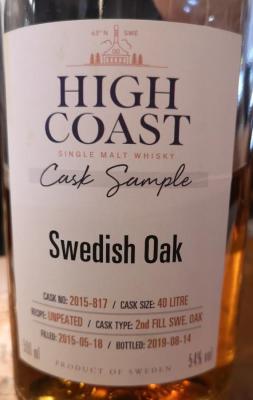 63°N SWE
HIGH
COAST
SINGLE MALT WHISKY
Cask Sample
Swedish Oak
CASK NO: 2015-817 / CASK SIZE: 40 LITRE
RECIPE: UNPEATED / CASK TYPE: 2nd FILL SWE. OAK
FILLED: 2015-05-18 / BOTTLED: 2019-08-14
500 ml 54%
PRODUCT OF SWEDEN